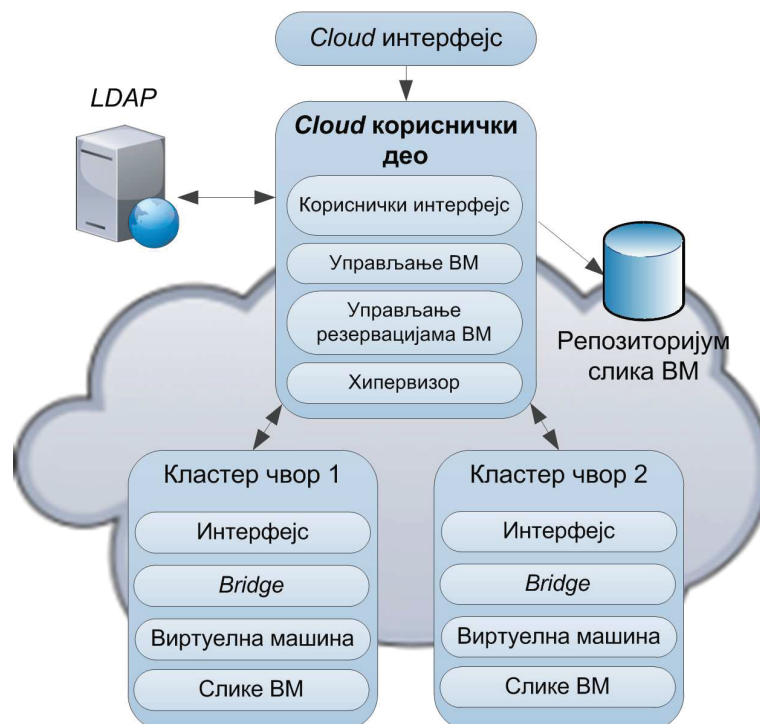 Cloud интерфејс
LDAP
Cloud кориснички
део
Кориснички интерфејс
Управљање ВМ
Управљање
резервацијама ВМ
Хипервизор
Репозиторијум
слика ВМ
Кластер чвор 1
Интерфејс
Bridge
Виртуелна машина
Слике ВМ
Кластер чвор 2
Интерфејс
Bridge
Виртуелна машина
Слике ВМ